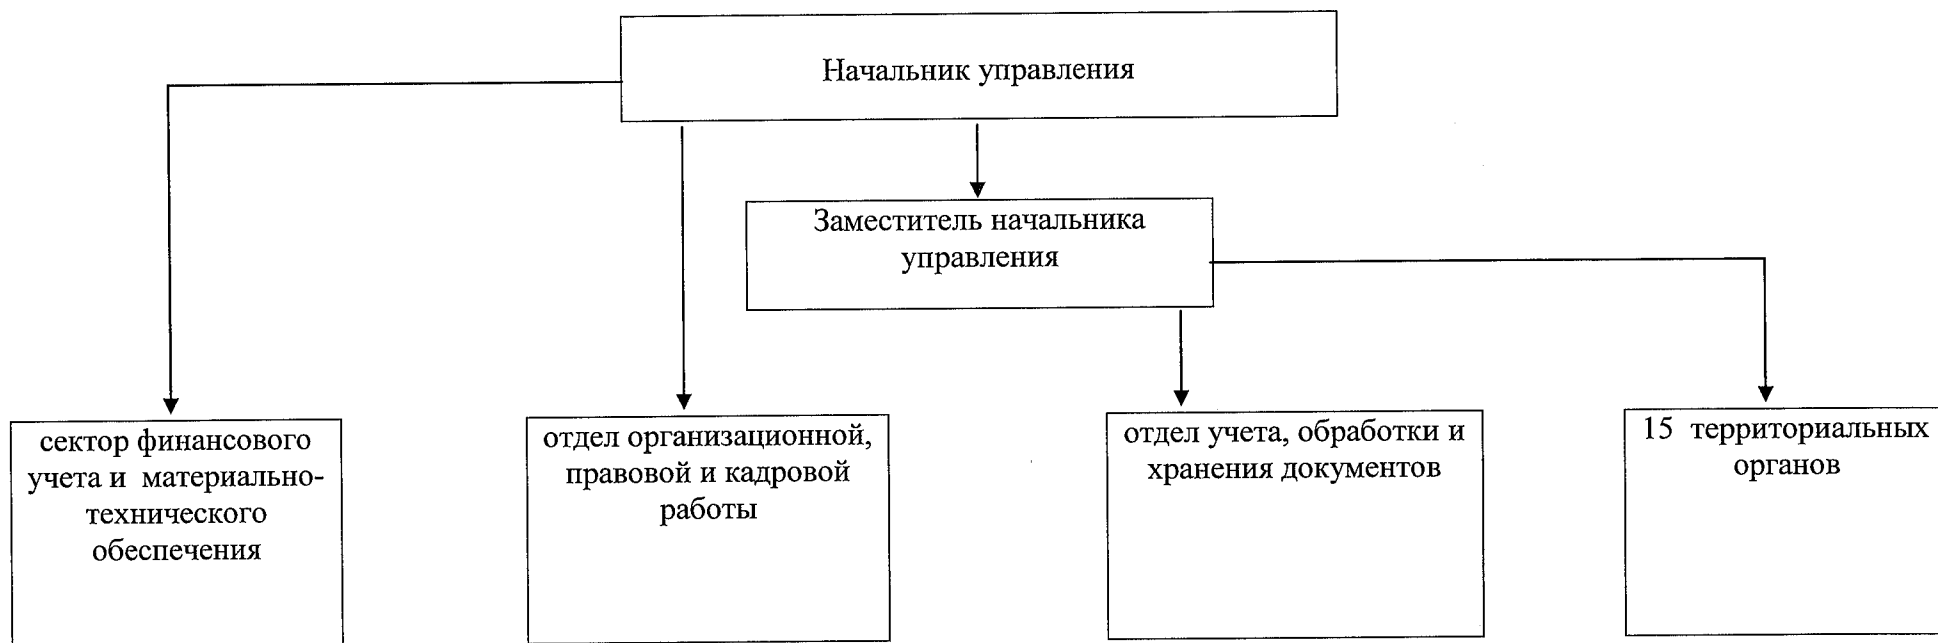 Начальник управления
Заместитель начальника
управления
сектор финансового
учета и материально-
технического
обеспечения
отдел организационной,
правовой и кадровой
работы
отдел учета, обработки и
хранения документов
15 территориальных
органов